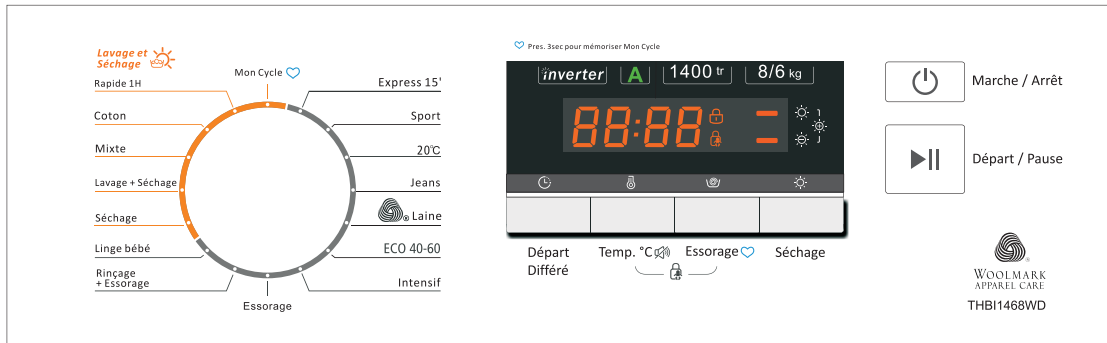 Lavage et
Séchage
Rapide 1H
Coton
Mixte
Lavage + Séchage
Séchage
Linge bébé
Rinçage
+ Essorage
Mon Cycle
Essorage
Express 15'
Sport
20℃
Jeans
Laine
ECO 40-60
Intensif
Pres. 3sec pour mémoriser Mon Cycle
inverter A 1400 tr 8/6 kg
88:88
Départ
Différé
Temp. °C
Essorage
Séchage
Marche / Arrêt
Départ / Pause
WOOLMARK
APPAREL CARE
THBI1468WD